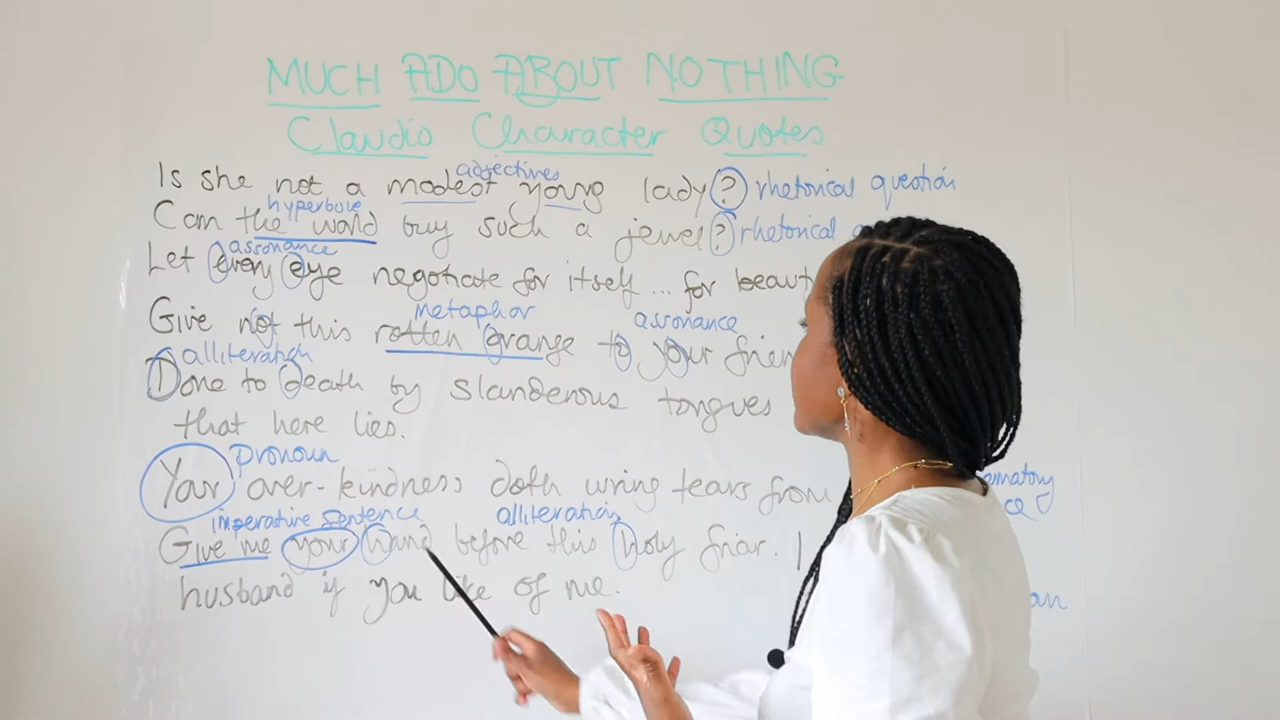 MUCH ADO ABOUT NOTHING
Claudio Character Quotes
adjectives
Is she not a modest young lady? rhetorical question
hyperbole
Can the world buy such a jewel? rhetorical
assonance
Let every eye negotiate for itself... for
metaphor assonance
Give not this rotten orange to your
alliteration
Done to death by slanderous tongues
that here lies.
pronoun
Your over-kindness doth wring tears from
imperative sentence alliteration
Give me your hand before this holy friar. I
husband if you like of me.